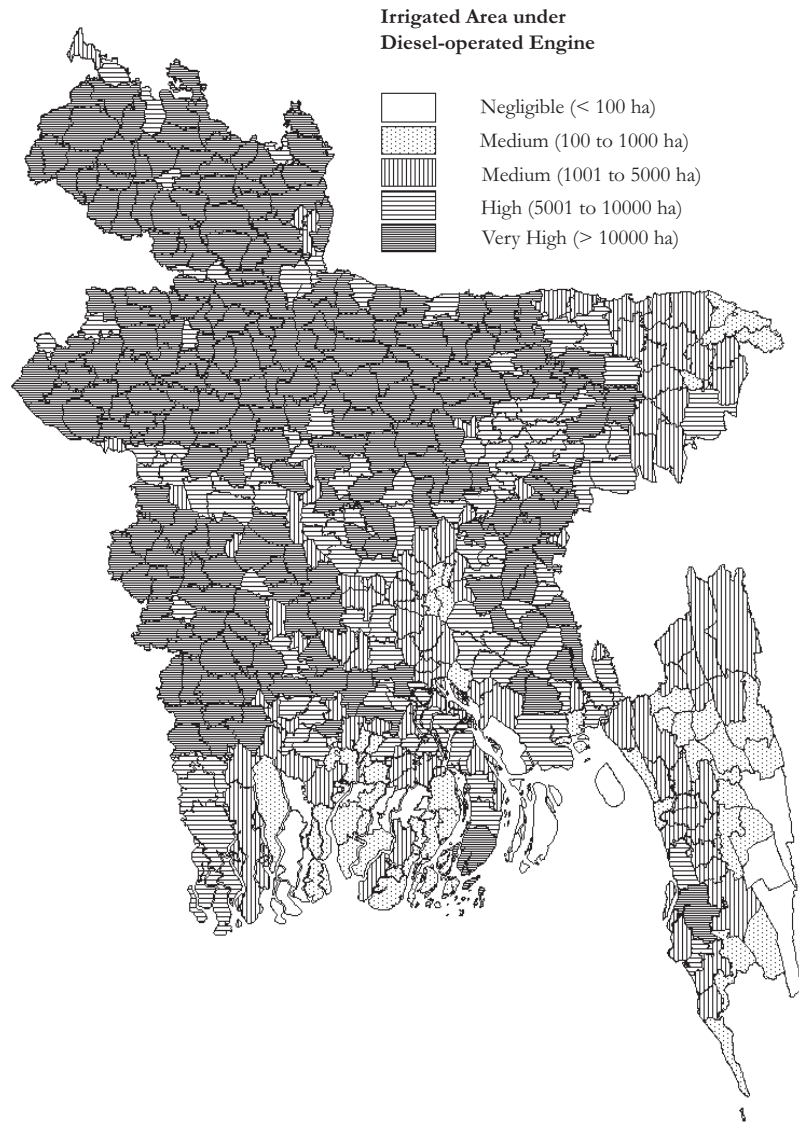 Irrigated Area under
Diesel-operated Engine
Negligible (< 100 ha)
Medium (100 to 1000 ha)
Medium (1001 to 5000 ha)
High (5001 to 10000 ha)
Very High (> 10000 ha)